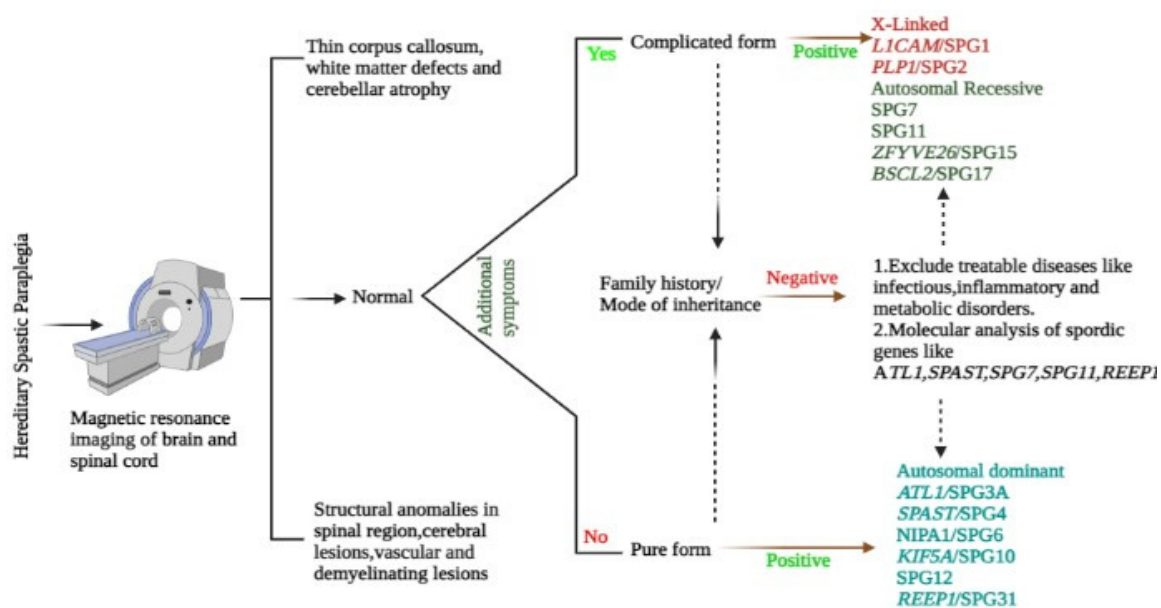 Hereditary Spastic Paraplegia
Magnetic resonance
imaging of brain and
spinal cord
Thin corpus callosum,
white matter defects and
cerebellar atrophy
Normal
Structural anomalies in
spinal region,cerebral
lesions,vascular and
demyelinating lesions
Additional
symptoms
Yes
Complicated form
Positive
X-Linked
L1CAM/SPG1
PLP1/SPG2
Autosomal Recessive
SPG7
SPG11
ZFYVE26/SPG15
BSCL2/SPG17
Family history/
Mode of inheritance
Negative
1.Exclude treatable diseases like
infectious,inflammatory and
metabolic disorders.
2.Molecular analysis of spordic
genes like
ATL1,SPAST,SPG7,SPG11,REEP1
No
Pure form
Positive
Autosomal dominant
ATL1/SPG3A
SPAST/SPG4
NIPA1/SPG6
KIF5A/SPG10
SPG12
REEP1/SPG31